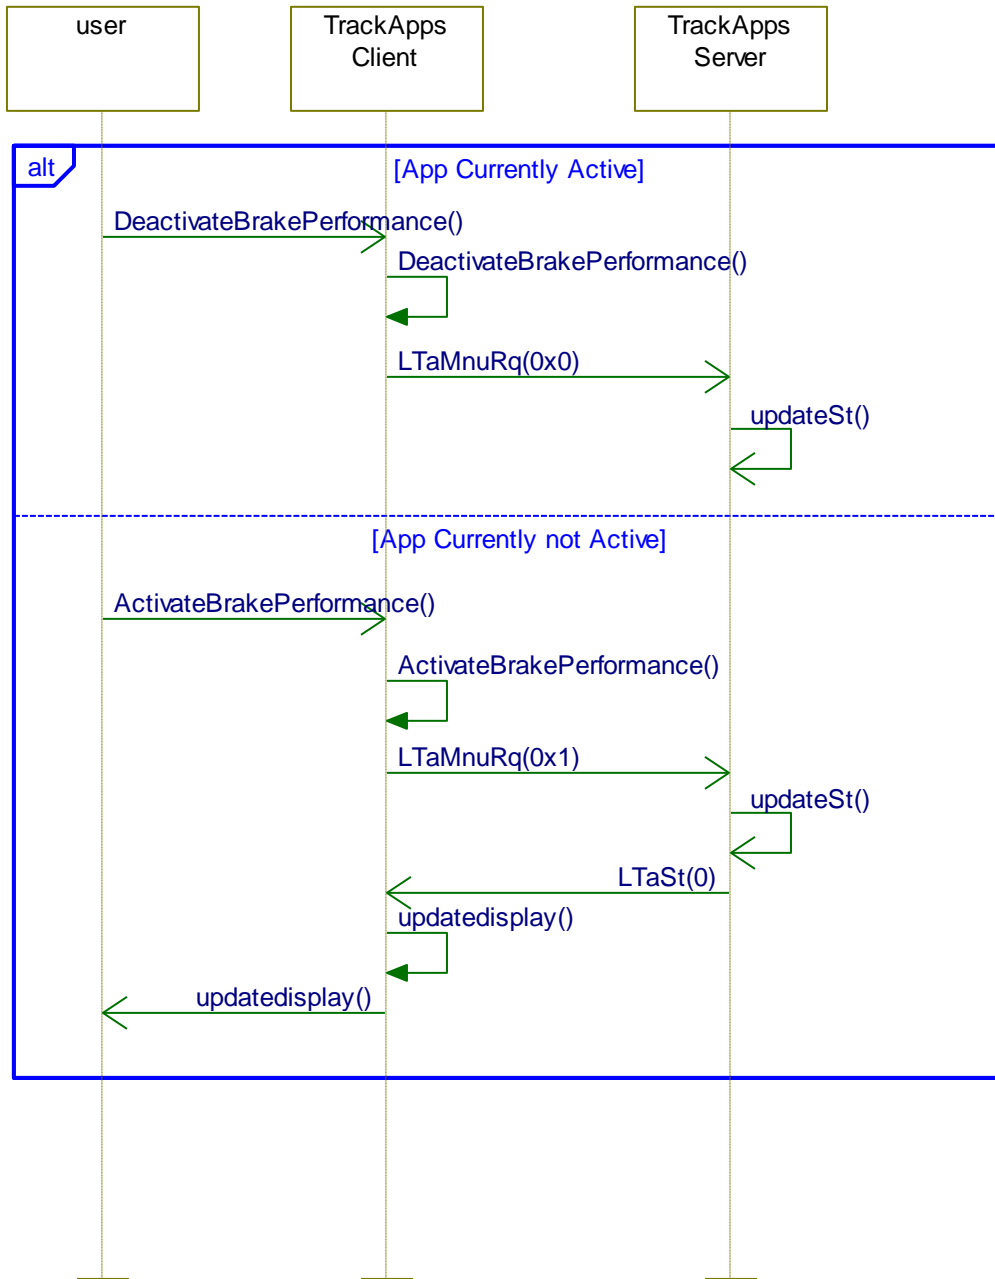 user
TrackApps
Client
TrackApps
Server
alt
[App Currently Active]
DeactivateBrakePerformance()
DeactivateBrakePerformance()
LTaMnuRq(0x0)
updateSt()
[App Currently not Active]
ActivateBrakePerformance()
ActivateBrakePerformance()
LTaMnuRq(0x1)
updateSt()
LTaSt(0)
updatedisplay()
updatedisplay()